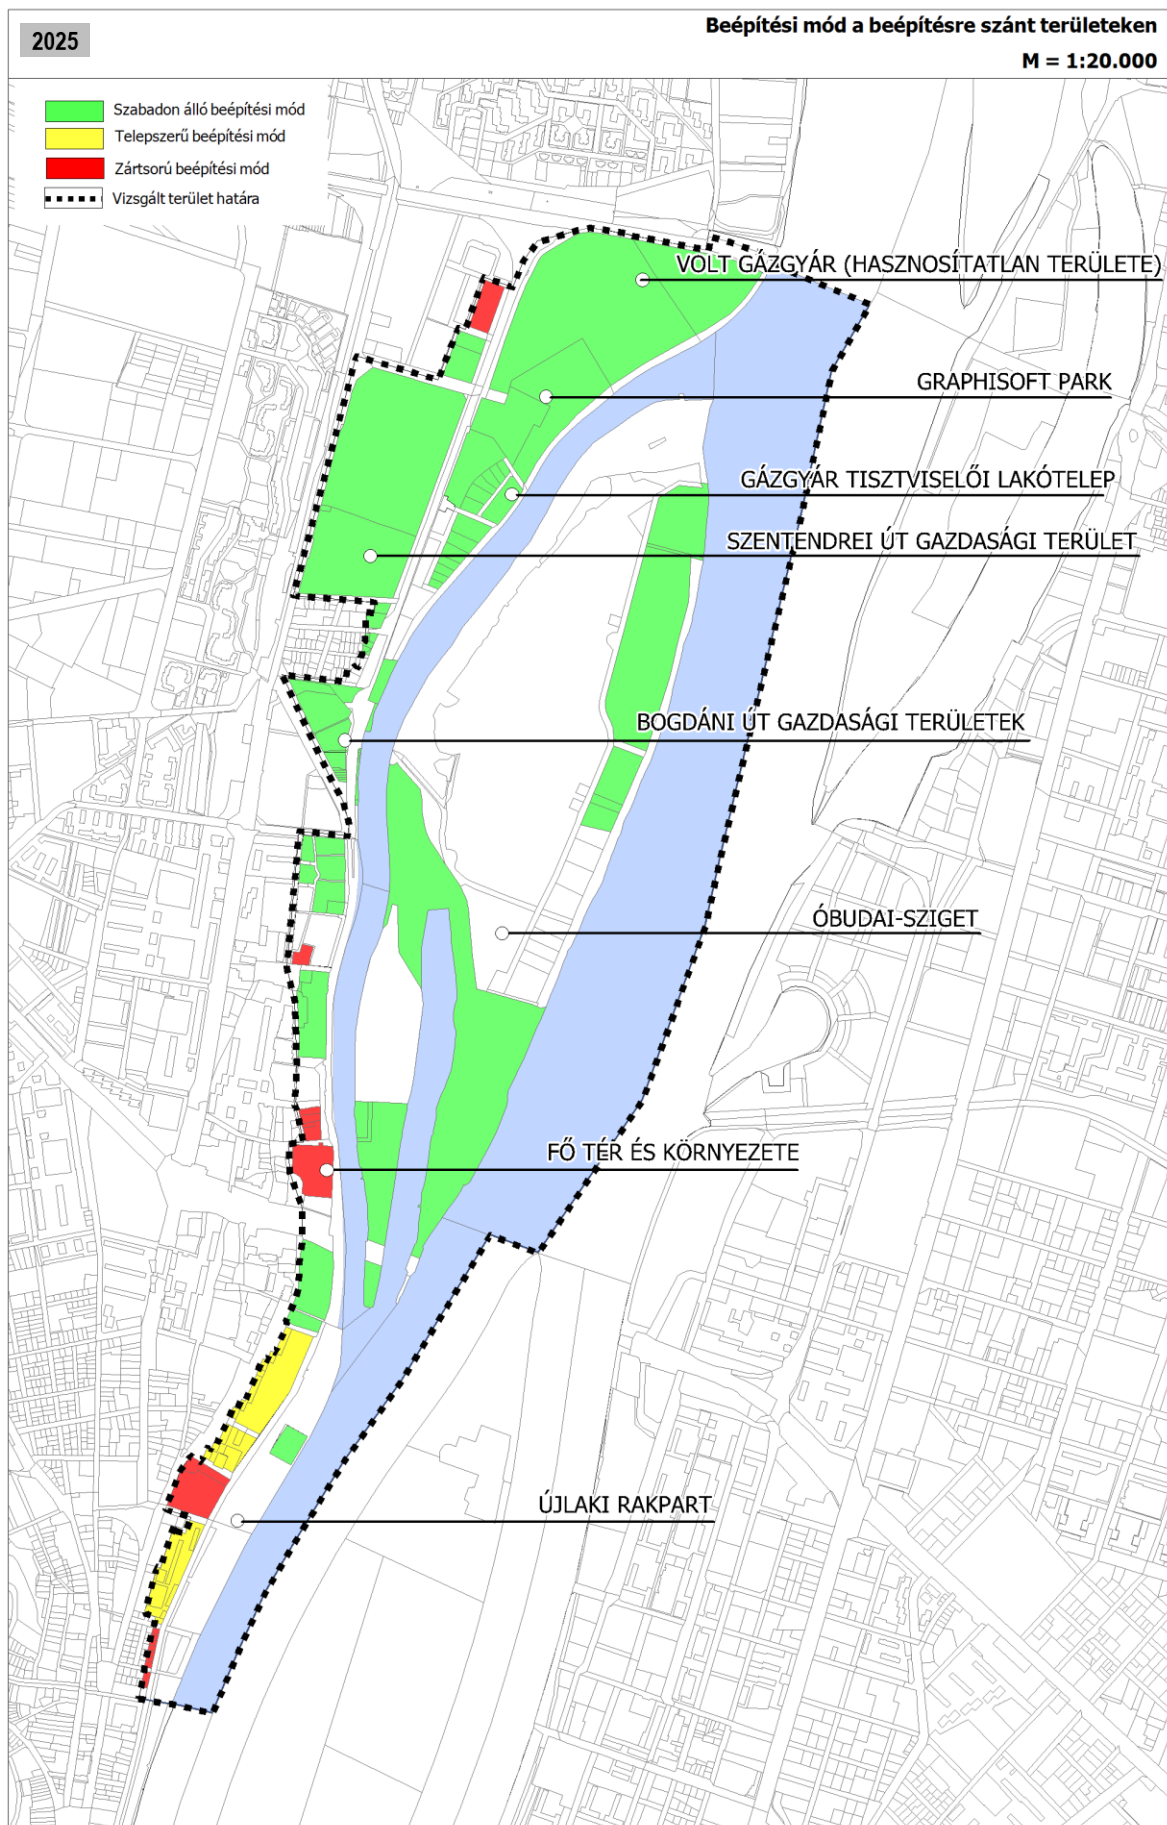 2025
Beépítési mód a beépítésre szánt területeken
M = 1:20.000
Szabadon álló beépítési mód
Telepszerű beépítési mód
Zártsorú beépítési mód
Vizsgált terület határa
VOLT GÁZGYÁR (HASZNOSÍTATLAN TERÜLETE)
GRAPHISOFT PARK
GÁZGYÁR TISZTVISELŐI LAKÓTELEP
SZENTENDREI ÚT GAZDASÁGI TERÜLET
BOGDÁNI ÚT GAZDASÁGI TERÜLETEK
ÓBUDAI-SZIGET
FŐ TÉR ÉS KÖRNYEZETE
ÚJLAKI RAKPART